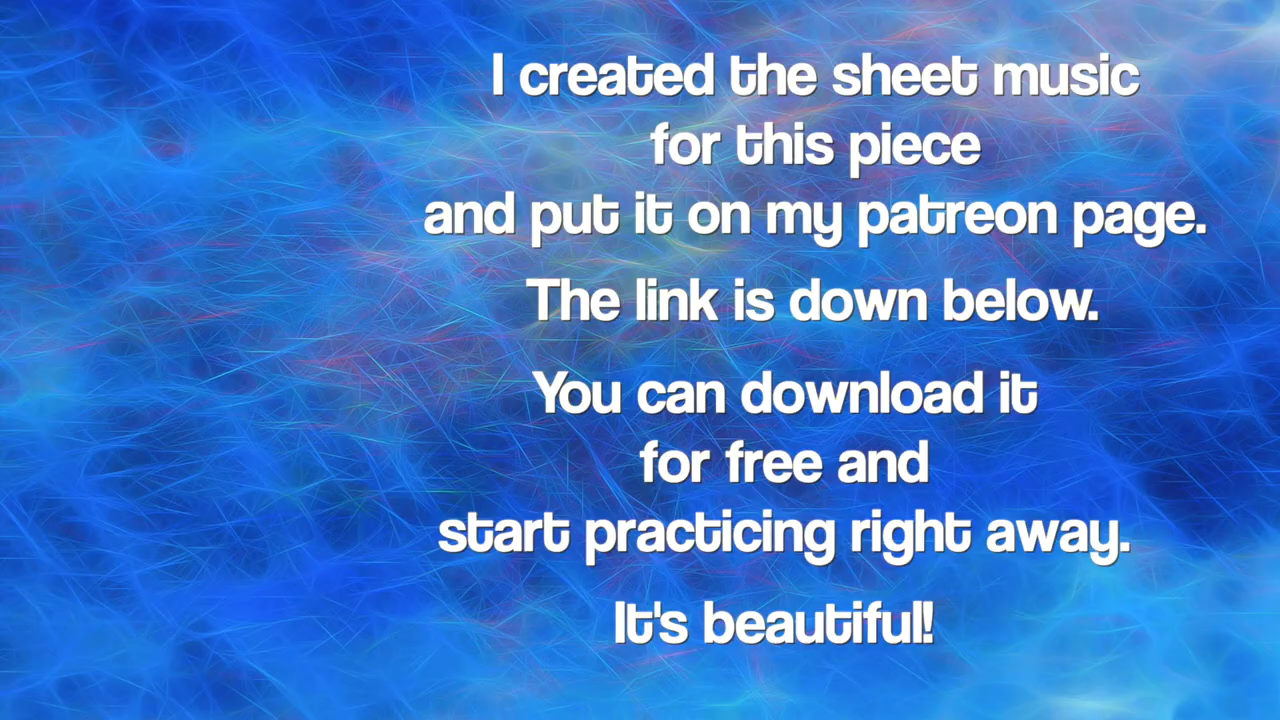 I created the sheet music
for this piece
and put it on my patreon page.
The link is down below.
You can download it
for free and
start practicing right away.
It's beautiful!